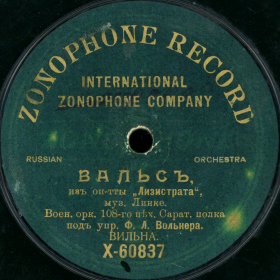 ZONOPHONE RECORD
INTERNATIONAL
ZONOPHONE COMPANY
RUSSIAN ORCHESTRA
ВАЛЬСЪ,
изъ оп-тты „Лизистрата“,
муз. Линке.
Воен. орк. 108-го пѣх. Сарат. полка
подъ упр. Ф. Л. Вольнера.
ВИЛЬНА.
X-60837